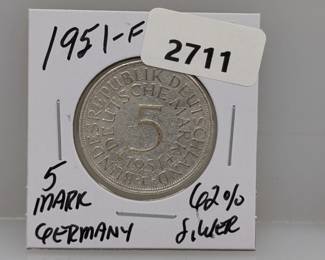 1951-F
2711
BUNDESREPUBLIK DEUTSCHLAND
5
DEUTSCHE MARK
1951
F
5
MARK
GERMANY
62%
SILVER